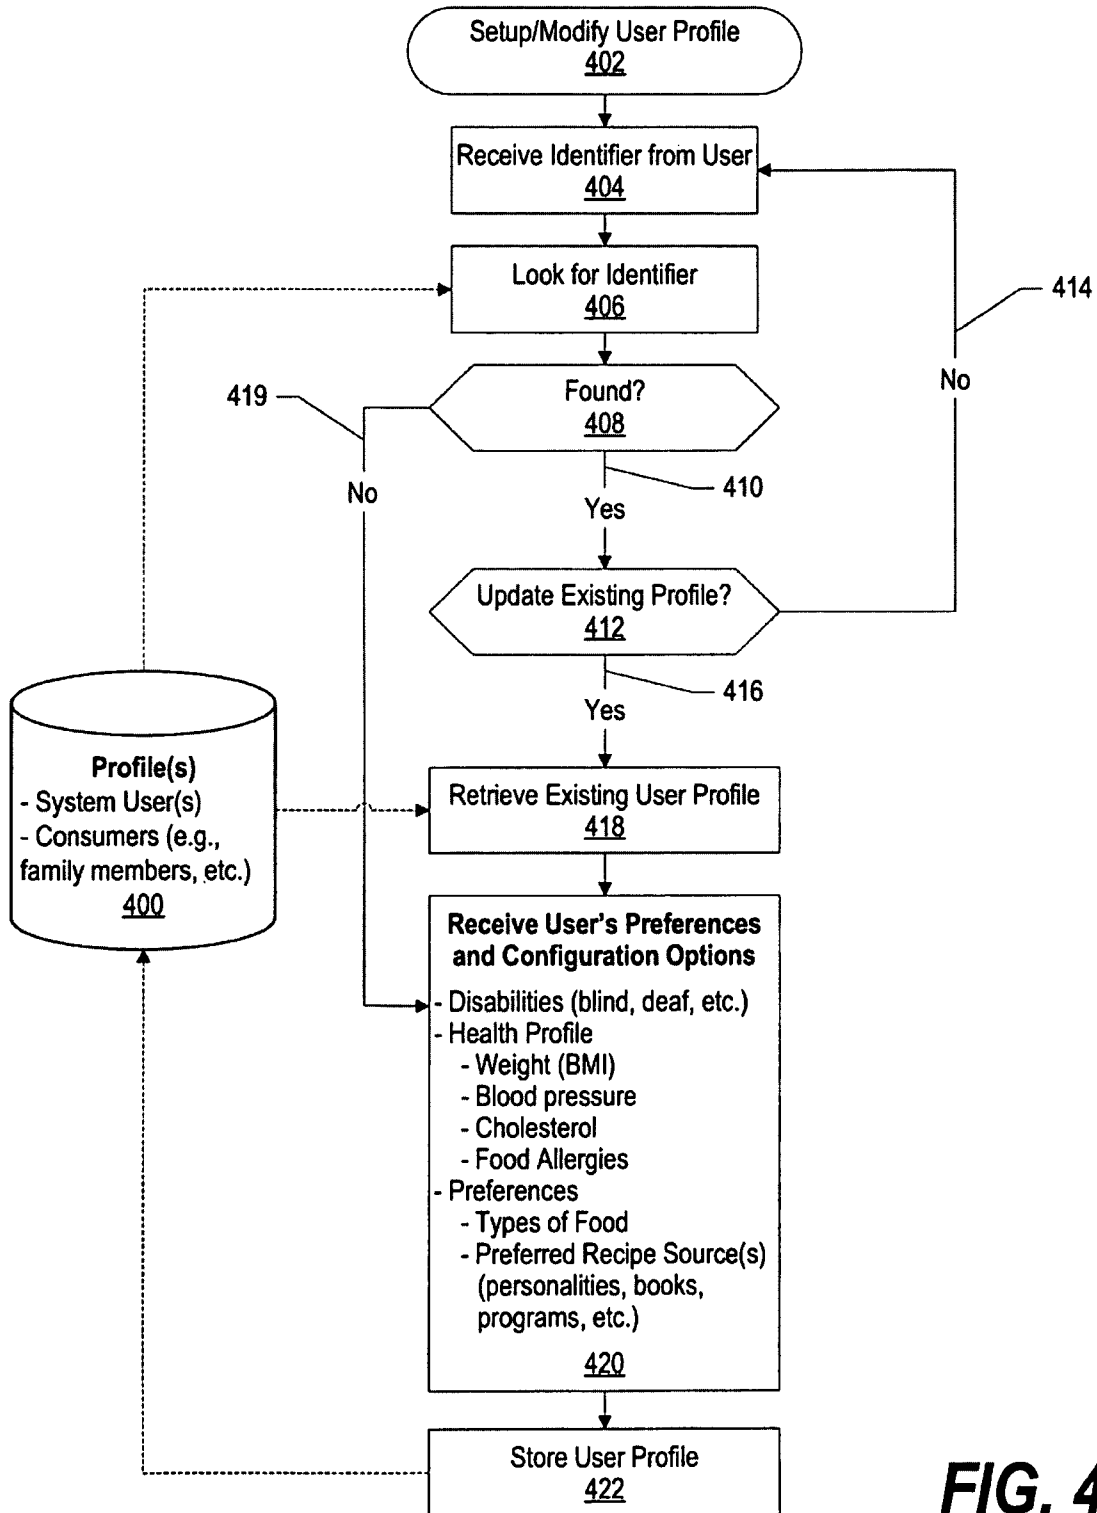 Setup/Modify User Profile
402
Receive Identifier from User
404
Look for Identifier
406
414
No
419
Found?
408
No
410
Yes
Update Existing Profile?
412
416
Yes
Profile(s)
- System User(s)
- Consumers (e.g.,
family members, etc.)
400
Retrieve Existing User Profile
418
Receive User's Preferences
and Configuration Options
- Disabilities (blind, deaf, etc.)
- Health Profile
- Weight (BMI)
- Blood pressure
- Cholesterol
- Food Allergies
- Preferences
- Types of Food
- Preferred Recipe Source(s)
(personalities, books,
programs, etc.)
420
Store User Profile
422
FIG. 4